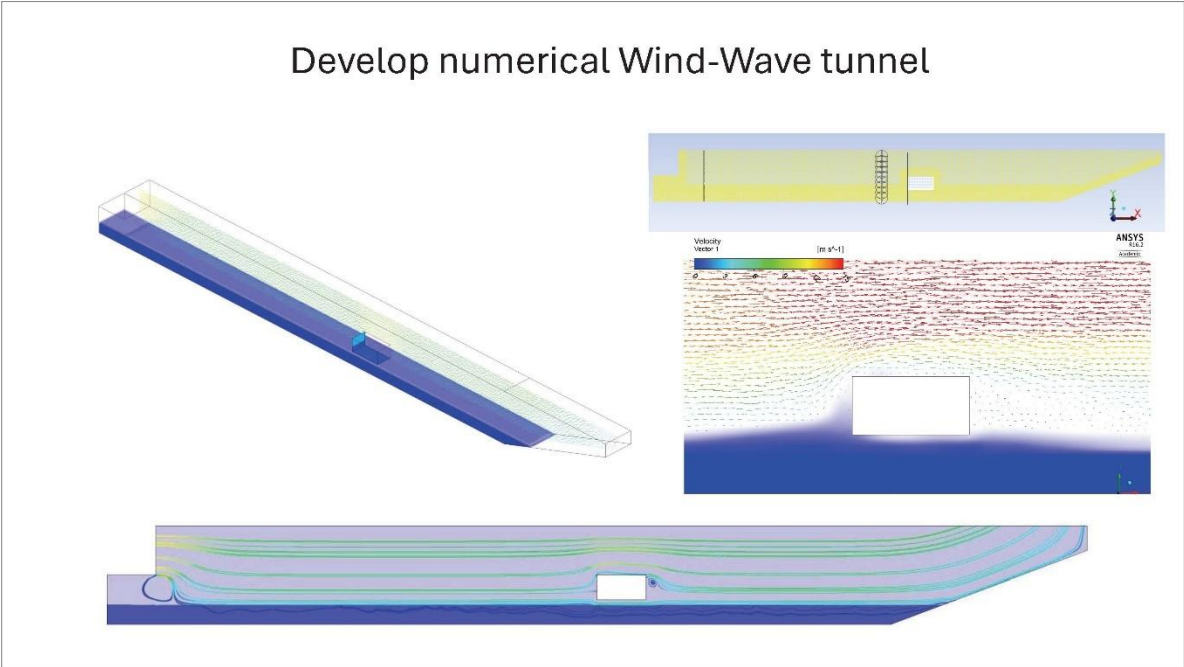 Develop numerical Wind-Wave tunnel
Y
X
ANSYS
R16.2
Academic
Velocity
Vector 1
[m s^-1]